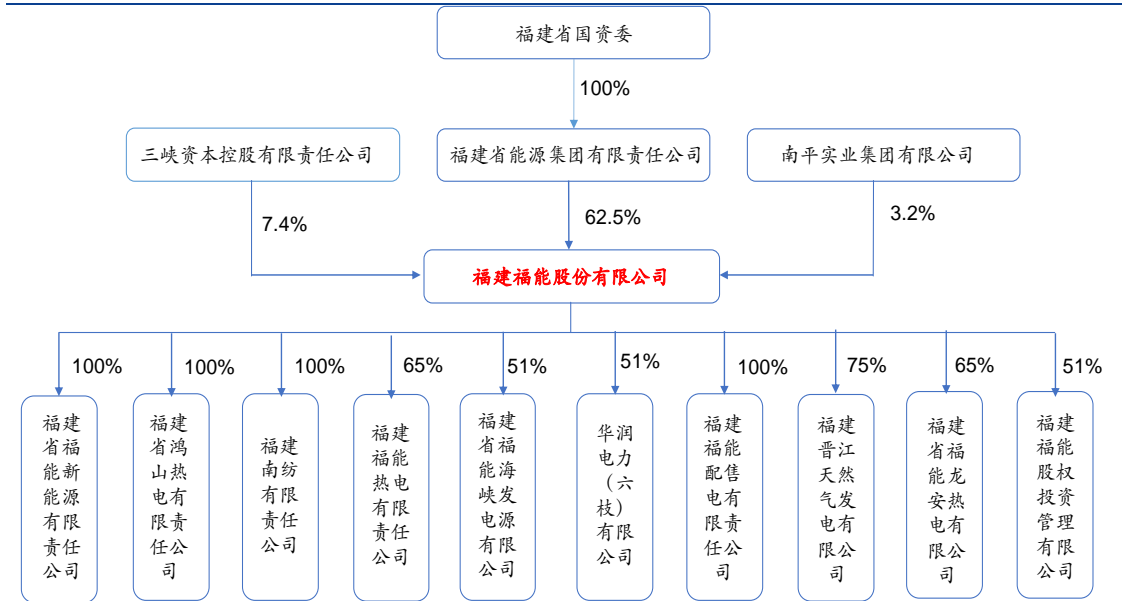 福建省国资委
100%
三峡资本控股有限责任公司
福建省能源集团有限责任公司
南平实业集团有限公司
7.4%
62.5%
3.2%
福建福能股份有限公司
100%
100%
100%
65%
51%
51%
100%
75%
65%
51%
福建
省福
能新
能源
有限
责任
公司
福建
省鸿
山热
电有
限责
任公
司
福建
南纺
有限
责任
公司
福建
福能
热电
有限
责任
公司
福建
省福
能海
峡发
电源
有限
公司
华润
电力
（六
枝）
有限
公司
福建
福能
配售
电有
限责
任公
司
福建
晋江
天然
气发
电有
限公
司
福建
省福
能龙
安热
电有
限公
司
福建
福能
股权
投资
管理
有限
公司